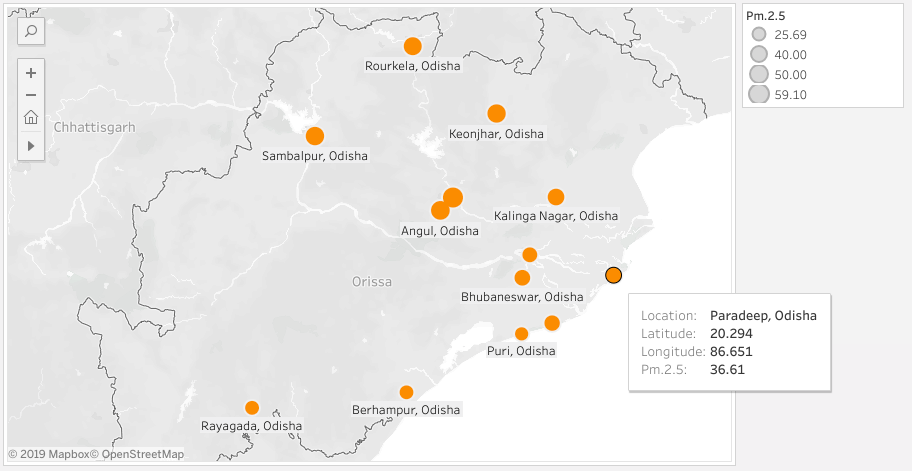 Rourkela, Odisha
Keonjhar, Odisha
Chhattisgarh
Sambalpur, Odisha
Kalinga Nagar, Odisha
Angul, Odisha
Orissa
Bhubaneswar, Odisha
Puri, Odisha
Berhampur, Odisha
Rayagada, Odisha
© 2019 Mapbox© OpenStreetMap
Location: Paradeep, Odisha
Latitude: 20.294
Longitude: 86.651
Pm.2.5: 36.61
Pm.2.5
25.69
40.00
50.00
59.10